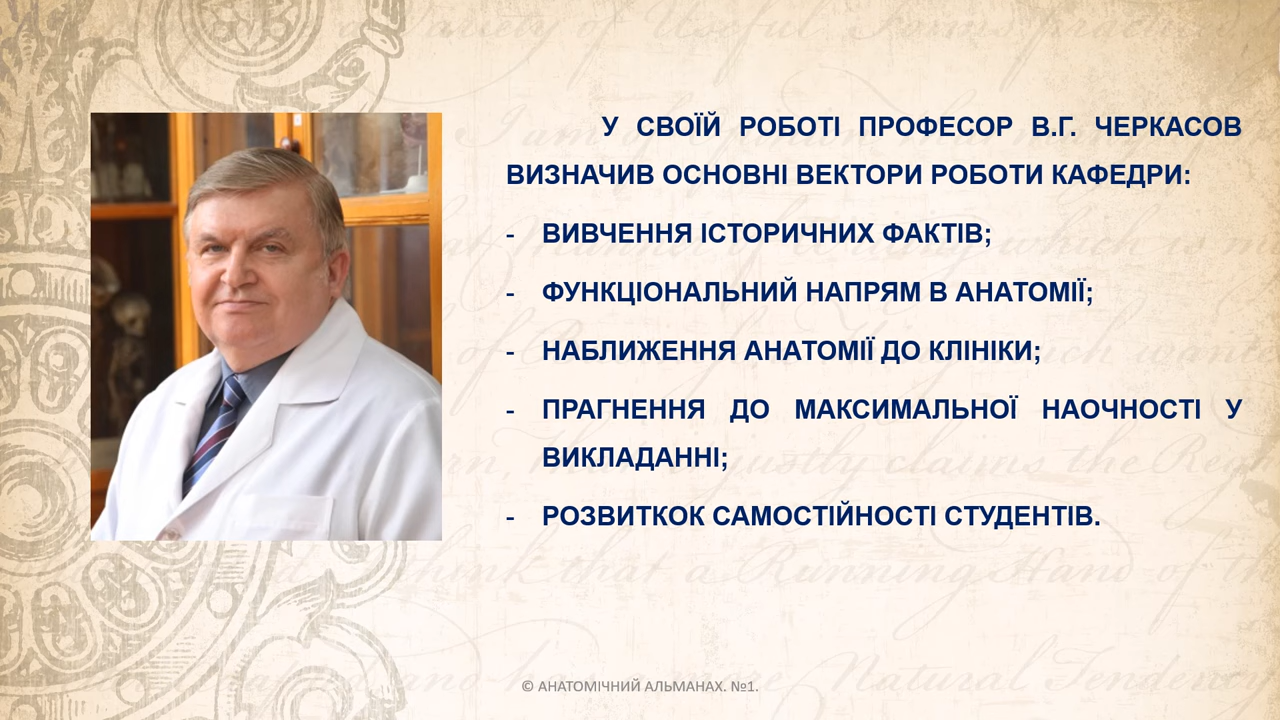 У СВОЇЙ РОБОТІ ПРОФЕСОР В.Г. ЧЕРКАСОВ
ВИЗНАЧИВ ОСНОВНІ ВЕКТОРИ РОБОТИ КАФЕДРИ:
- ВИВЧЕННЯ ІСТОРИЧНИХ ФАКТІВ;
- ФУНКЦІОНАЛЬНИЙ НАПРЯМ В АНАТОМІЇ;
- НАБЛИЖЕННЯ АНАТОМІЇ ДО КЛІНІКИ;
- ПРАГНЕННЯ ДО МАКСИМАЛЬНОЇ НАОЧНОСТІ У
ВИКЛАДАННІ;
- РОЗВИТКОК САМОСТІЙНОСТІ СТУДЕНТІВ.
© АНАТОМІЧНИЙ АЛЬМАНАХ. №1.